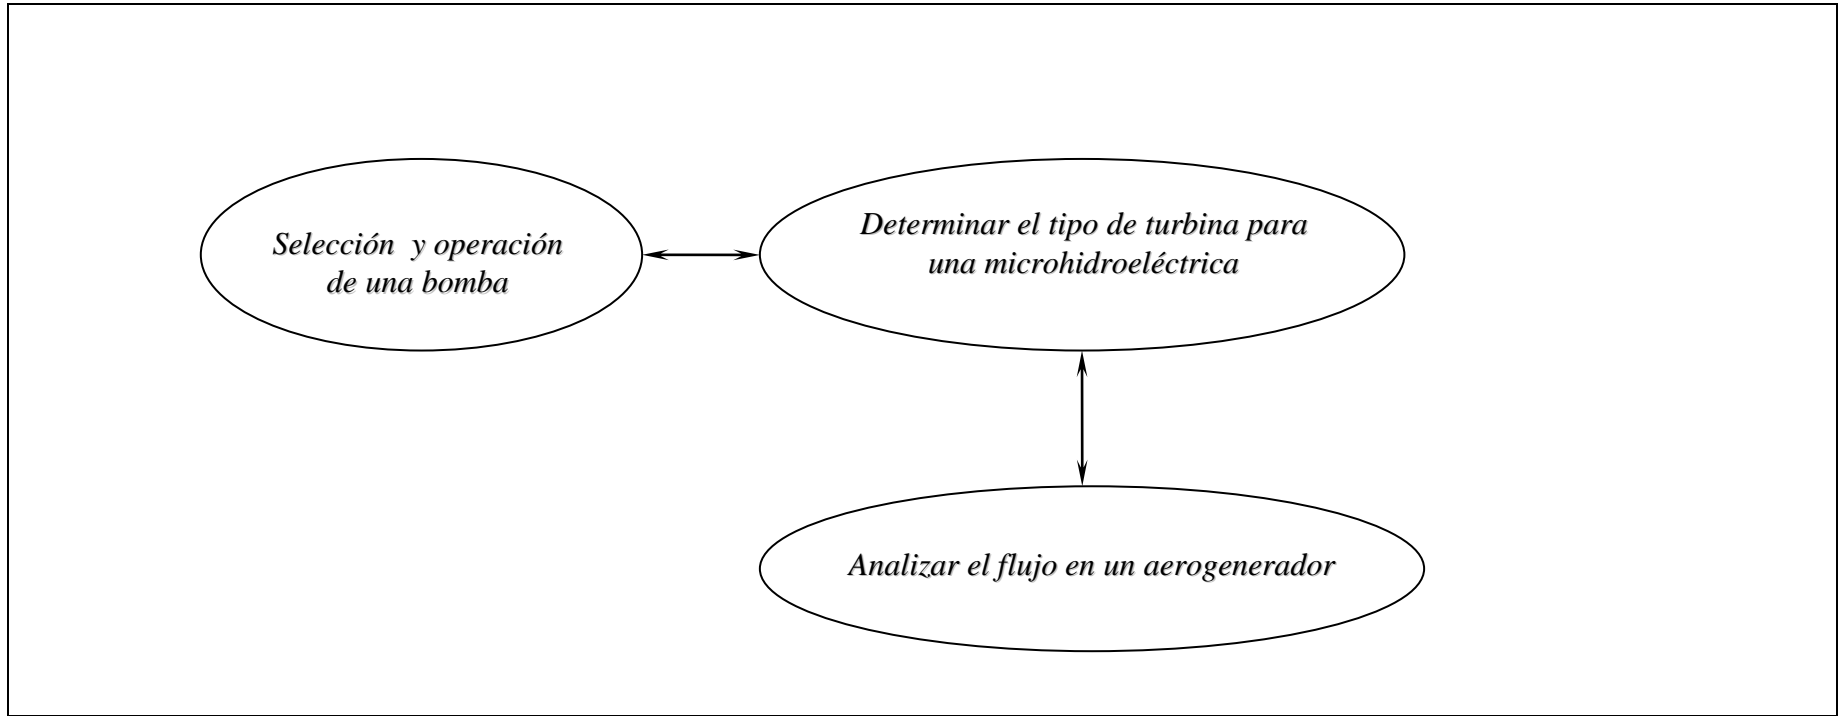 Selección y operación
de una bomba
Determinar el tipo de turbina para
una microhidroeléctrica
Analizar el flujo en un aerogenerador